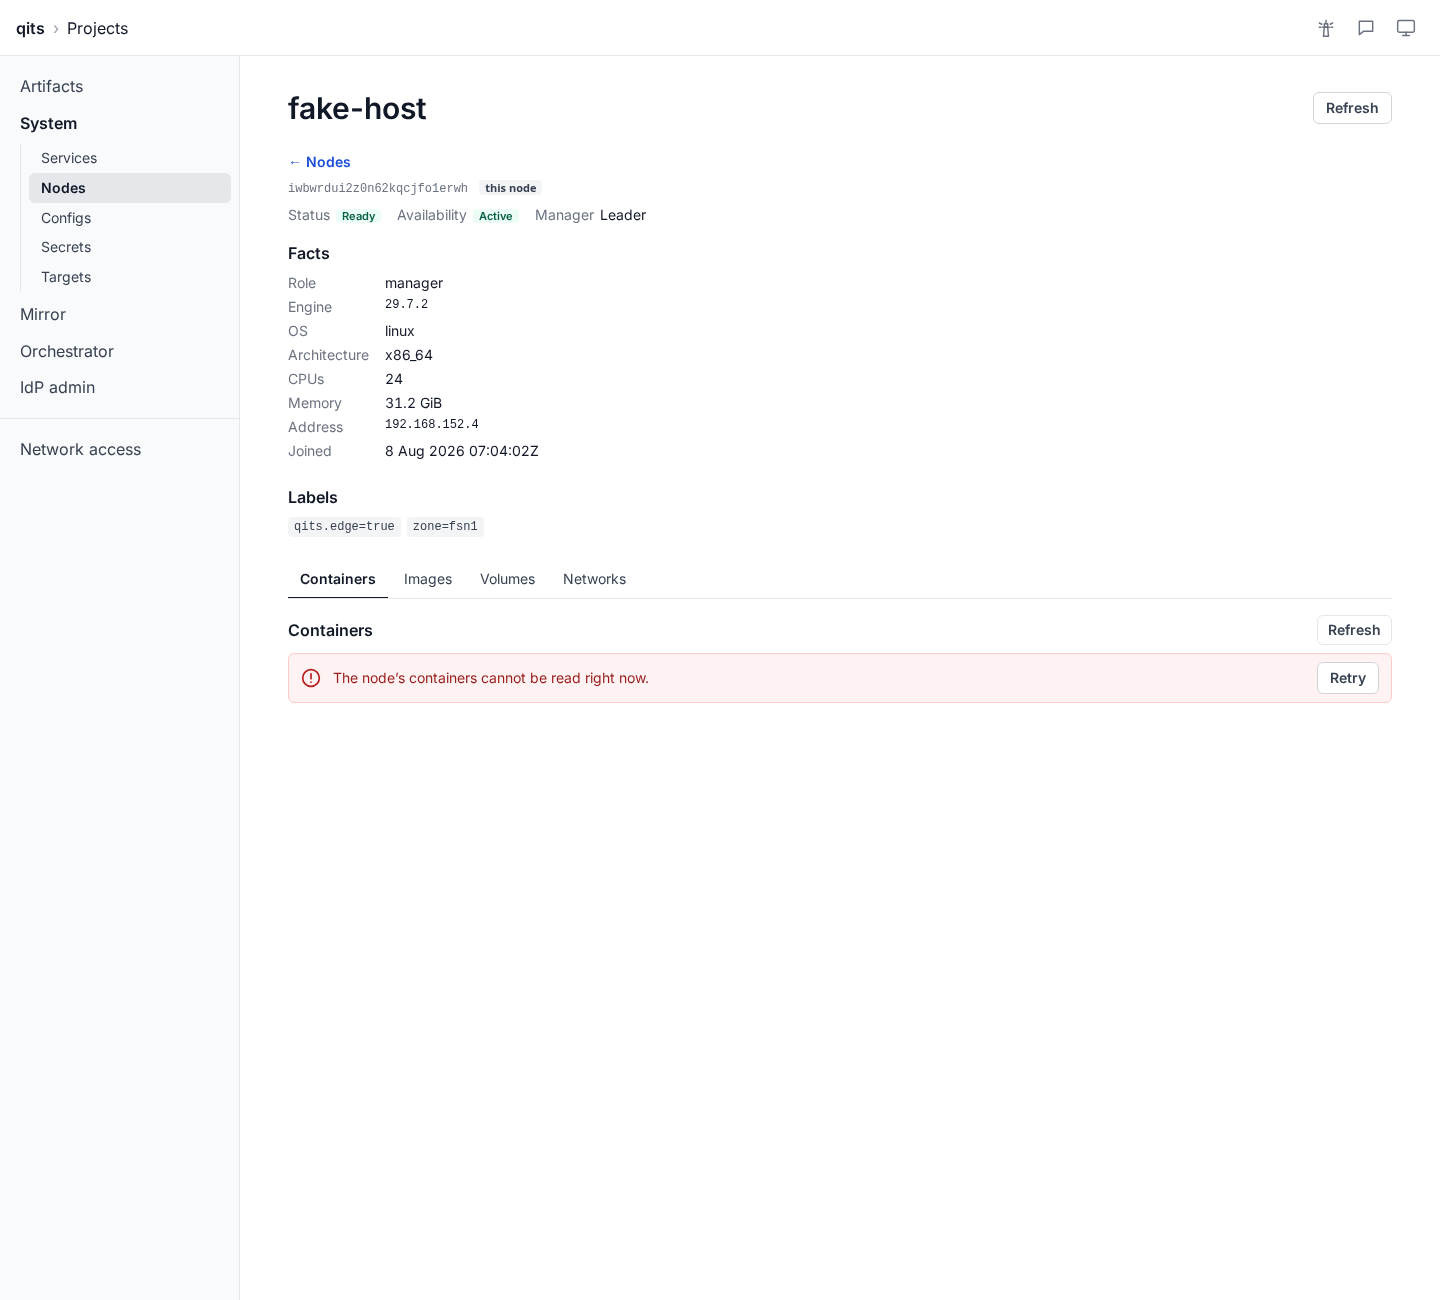 qits › Projects
Artifacts
System
Services
Nodes
Configs
Secrets
Targets
Mirror
Orchestrator
IdP admin
Network access
fake-host
Refresh
← Nodes
iwbwrdui2z0n62kqcjfo1erwh this node
Status Ready Availability Active Manager Leader
Facts
Role manager
Engine 29.7.2
OS linux
Architecture x86_64
CPUs 24
Memory 31.2 GiB
Address 192.168.152.4
Joined 8 Aug 2026 07:04:02Z
Labels
qits.edge=true zone=fsn1
Containers Images Volumes Networks
Containers Refresh
The node’s containers cannot be read right now. Retry